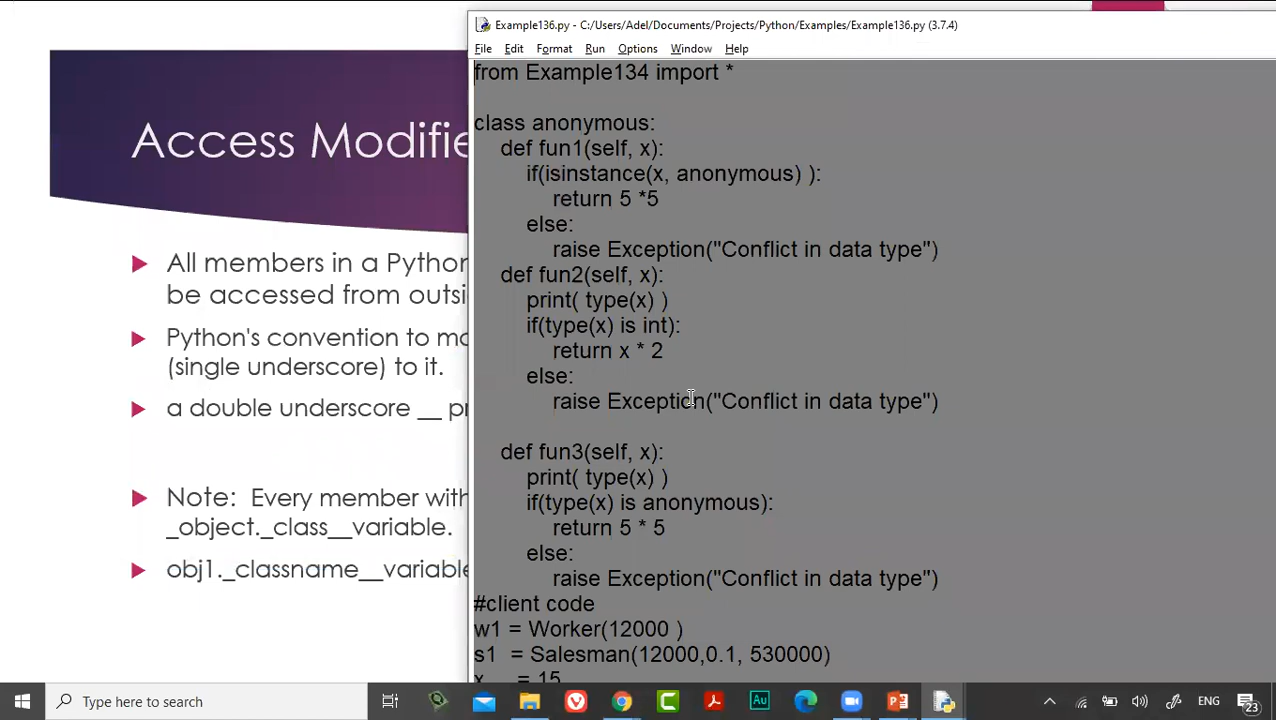 Example136.py - C:/Users/Adel/Documents/Projects/Python/Examples/Example136.py (3.7.4)
File Edit Format Run Options Window Help
from Example134 import *
class anonymous:
def fun1(self, x):
if(isinstance(x, anonymous) ):
return 5 *5
else:
raise Exception("Conflict in data type")
def fun2(self, x):
print( type(x) )
if(type(x) is int):
return x * 2
else:
raise Exception("Conflict in data type")
def fun3(self, x):
print( type(x) )
if(type(x) is anonymous):
return 5 * 5
else:
raise Exception("Conflict in data type")
#client code
w1 = Worker(12000 )
s1 = Salesman(12000,0.1, 530000)
x = 15
Access Modifie
All members in a Python
be accessed from outsi
Python's convention to ma
(single underscore) to it.
a double underscore __ pr
Note: Every member with
_object._class__variable.
obj1._classname__variable
Type here to search
Au
ENG
23